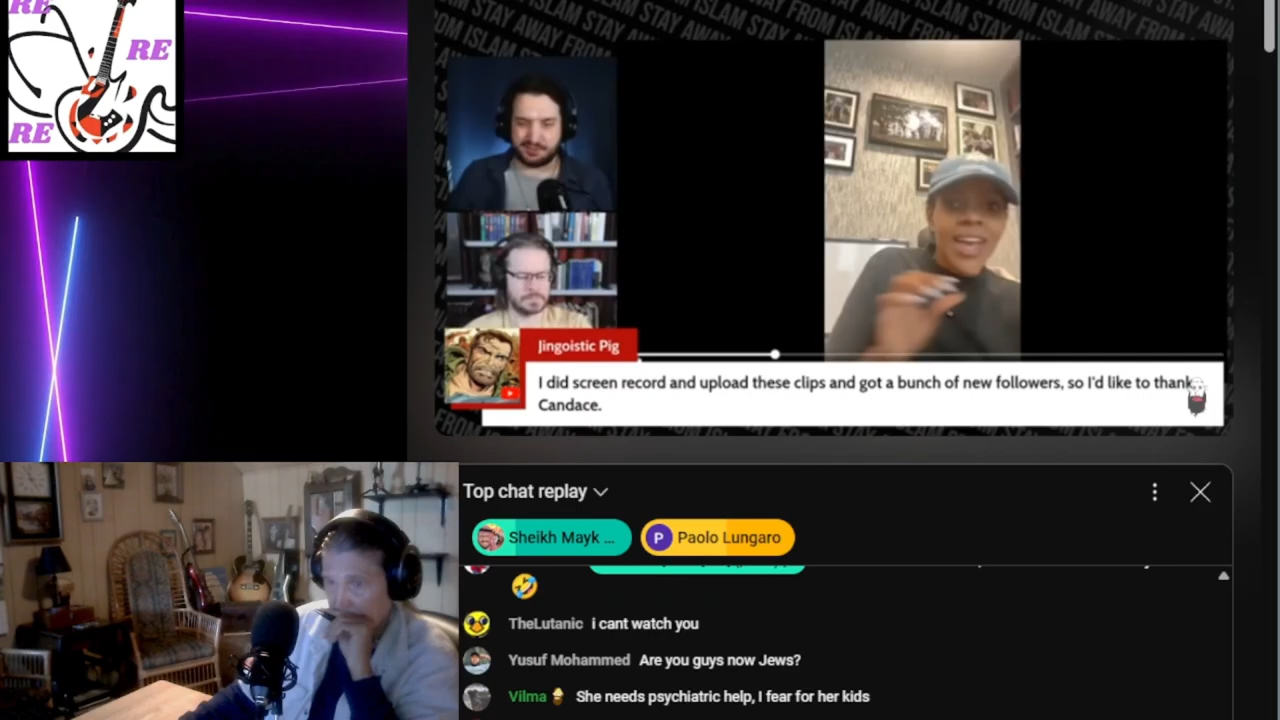 RE
RE
RE
FROM ISLAM STAY AWAY
STAY AWAY FROM ISLAM
Jingoistic Pig
I did screen record and upload these clips and got a bunch of new followers, so I'd like to thank
Candace.
Top chat replay
Sheikh Mayk ...
P Paolo Lungaro
TheLutanic i cant watch you
Yusuf Mohammed Are you guys now Jews?
Vilma She needs psychiatric help, I fear for her kids